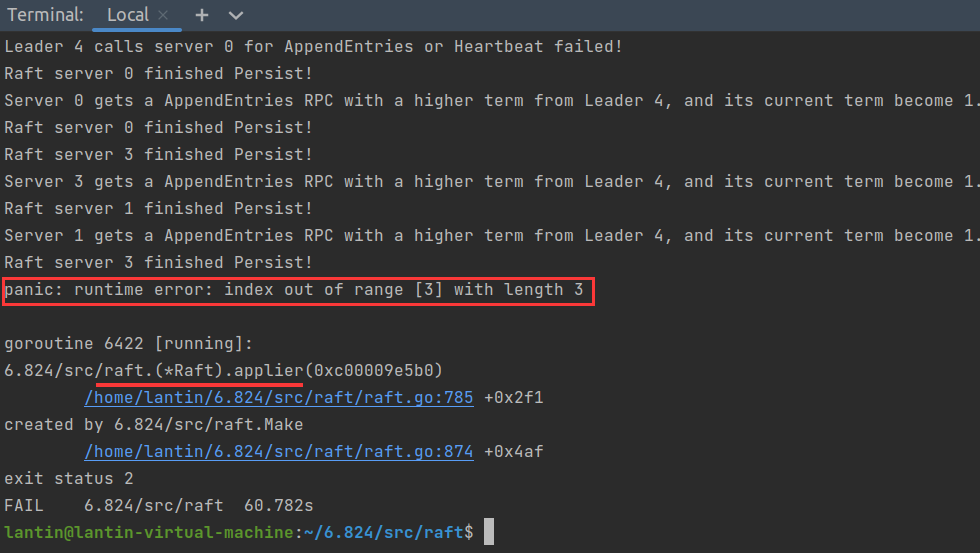 Terminal: Local × + ∨
Leader 4 calls server 0 for AppendEntries or Heartbeat failed!
Raft server 0 finished Persist!
Server 0 gets a AppendEntries RPC with a higher term from Leader 4, and its current term become 1.
Raft server 0 finished Persist!
Raft server 3 finished Persist!
Server 3 gets a AppendEntries RPC with a higher term from Leader 4, and its current term become 1.
Raft server 1 finished Persist!
Server 1 gets a AppendEntries RPC with a higher term from Leader 4, and its current term become 1.
Raft server 3 finished Persist!
panic: runtime error: index out of range [3] with length 3
goroutine 6422 [running]:
6.824/src/raft.(*Raft).applier(0xc00009e5b0)
/home/lantin/6.824/src/raft/raft.go:785 +0x2f1
created by 6.824/src/raft.Make
/home/lantin/6.824/src/raft/raft.go:874 +0x4af
exit status 2
FAIL 6.824/src/raft 60.782s
lantin@lantin-virtual-machine:~/6.824/src/raft$